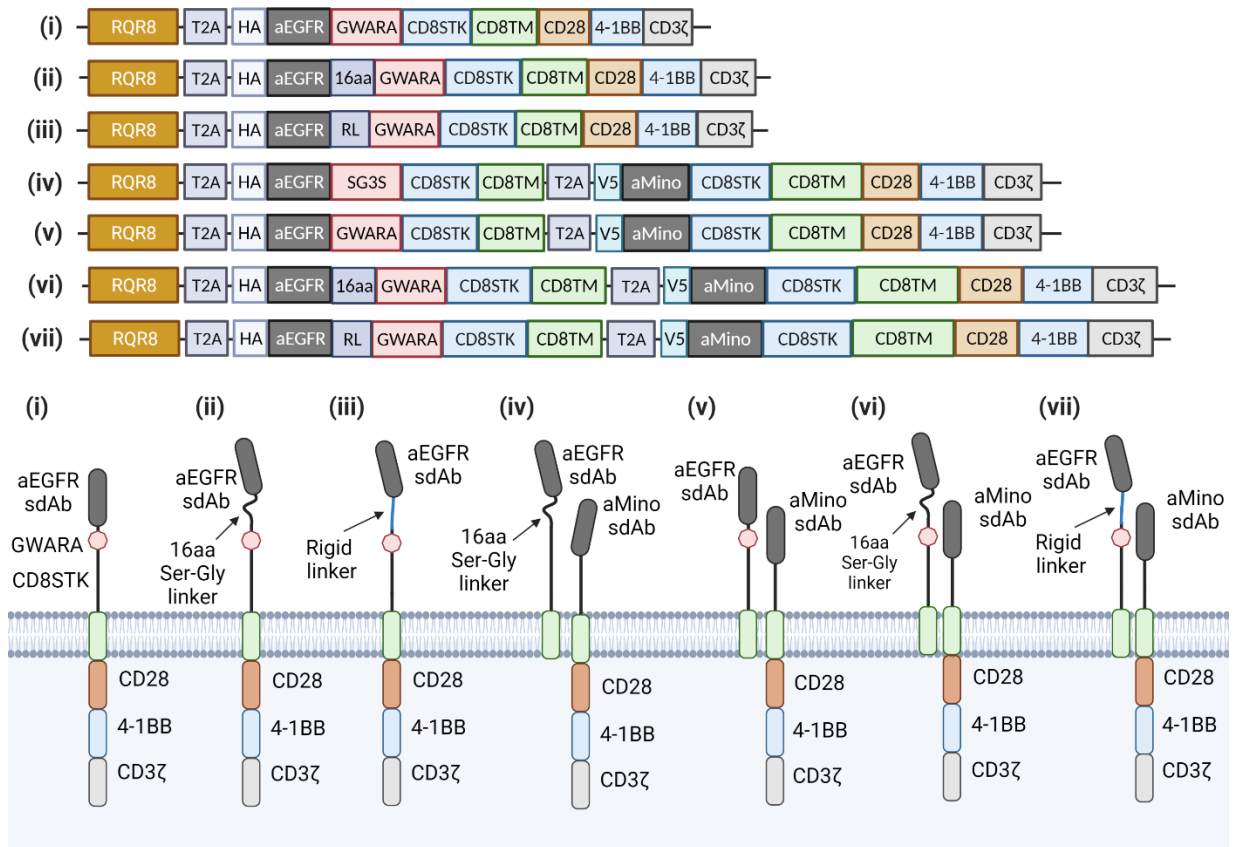 (i) RQR8 T2A HA aEGFR GWARA CD8STK CD8TM CD28 4-1BB CD3ζ
(ii) RQR8 T2A HA aEGFR 16aa GWARA CD8STK CD8TM CD28 4-1BB CD3ζ
(iii) RQR8 T2A HA aEGFR RL GWARA CD8STK CD8TM CD28 4-1BB CD3ζ
(iv) RQR8 T2A HA aEGFR SG3S CD8STK CD8TM T2A V5 aMino CD8STK CD8TM CD28 4-1BB CD3ζ
(v) RQR8 T2A HA aEGFR GWARA CD8STK CD8TM T2A V5 aMino CD8STK CD8TM CD28 4-1BB CD3ζ
(vi) RQR8 T2A HA aEGFR 16aa GWARA CD8STK CD8TM T2A V5 aMino CD8STK CD8TM CD28 4-1BB CD3ζ
(vii) RQR8 T2A HA aEGFR RL GWARA CD8STK CD8TM T2A V5 aMino CD8STK CD8TM CD28 4-1BB CD3ζ
(i)
aEGFR
sdAb
GWARA
CD8STK
CD28
4-1BB
CD3ζ
(ii)
aEGFR
sdAb
16aa
Ser-Gly
linker
CD28
4-1BB
CD3ζ
(iii)
aEGFR
sdAb
Rigid
linker
CD28
4-1BB
CD3ζ
(iv)
aEGFR
sdAb
aMino
sdAb
16aa
Ser-Gly
linker
CD28
4-1BB
CD3ζ
(v)
aEGFR
sdAb
aMino
sdAb
CD28
4-1BB
CD3ζ
(vi)
aEGFR
sdAb
aMino
sdAb
16aa
Ser-Gly
linker
CD28
4-1BB
CD3ζ
(vii)
aEGFR
sdAb
aMino
sdAb
Rigid
linker
CD28
4-1BB
CD3ζ